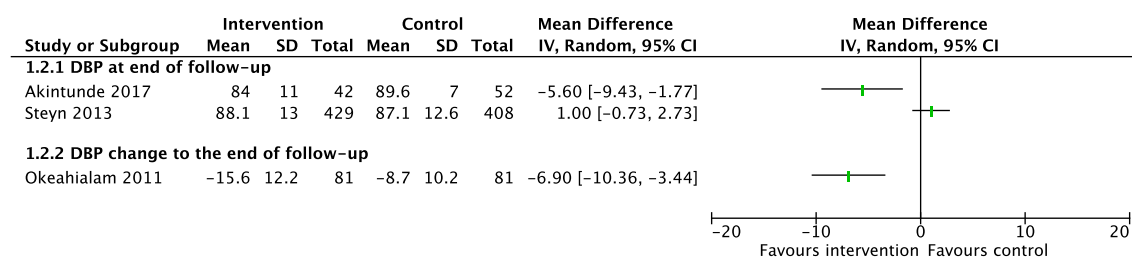 Intervention Control Mean Difference Mean Difference
Study or Subgroup Mean SD Total Mean SD Total IV, Random, 95% CI IV, Random, 95% CI
1.2.1 DBP at end of follow-up
Akintunde 2017 84 11 42 89.6 7 52 -5.60 [-9.43, -1.77]
Steyn 2013 88.1 13 429 87.1 12.6 408 1.00 [-0.73, 2.73]
1.2.2 DBP change to the end of follow-up
Okeahialam 2011 -15.6 12.2 81 -8.7 10.2 81 -6.90 [-10.36, -3.44]
-20 -10 0 10 20
Favours intervention Favours control